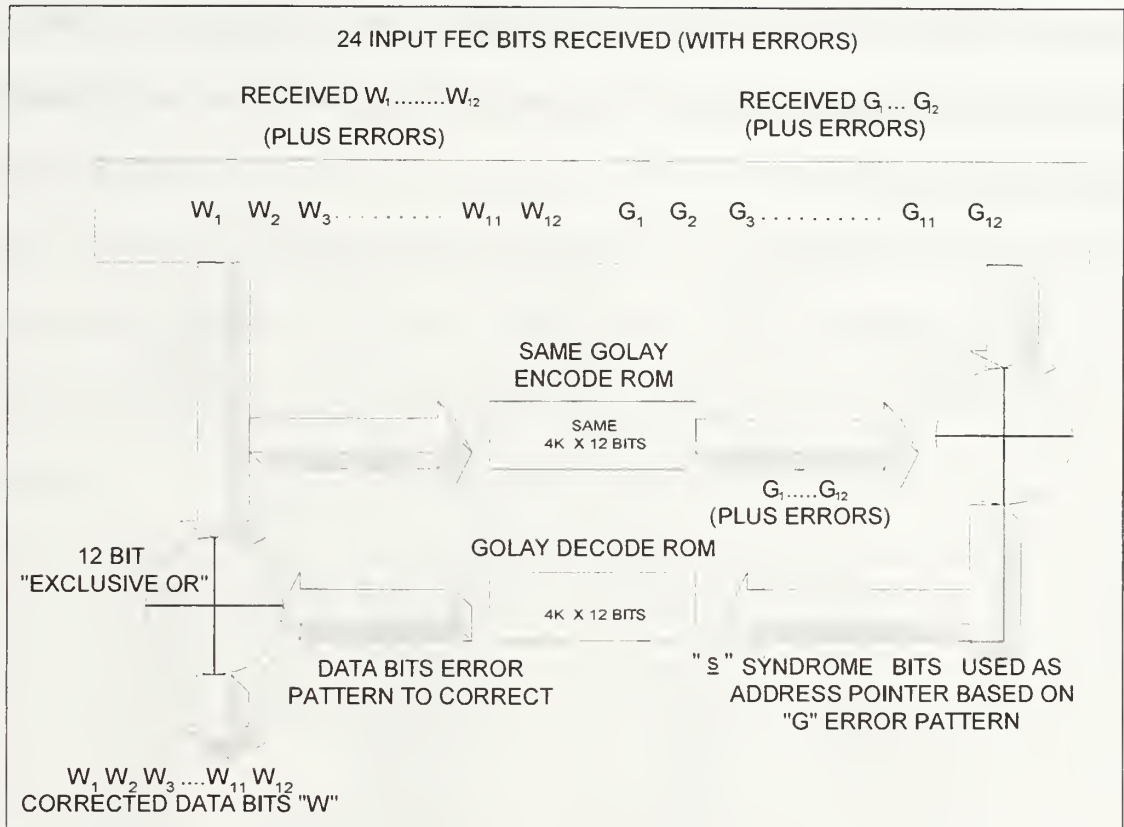 24 INPUT FEC BITS RECEIVED (WITH ERRORS)
RECEIVED W₁........W₁₂
(PLUS ERRORS)
RECEIVED G₁... G₂
(PLUS ERRORS)
W₁ W₂ W₃.......... W₁₁ W₁₂ G₁ G₂ G₃........... G₁₁ G₁₂
SAME GOLAY
ENCODE ROM
SAME
4K X 12 BITS
G₁.....G₁₂
(PLUS ERRORS)
12 BIT
"EXCLUSIVE OR"
GOLAY DECODE ROM
4K X 12 BITS
DATA BITS ERROR
PATTERN TO CORRECT
"s" SYNDROME BITS USED AS
ADDRESS POINTER BASED ON
"G" ERROR PATTERN
W₁ W₂ W₃ ....W₁₁ W₁₂
CORRECTED DATA BITS "W"